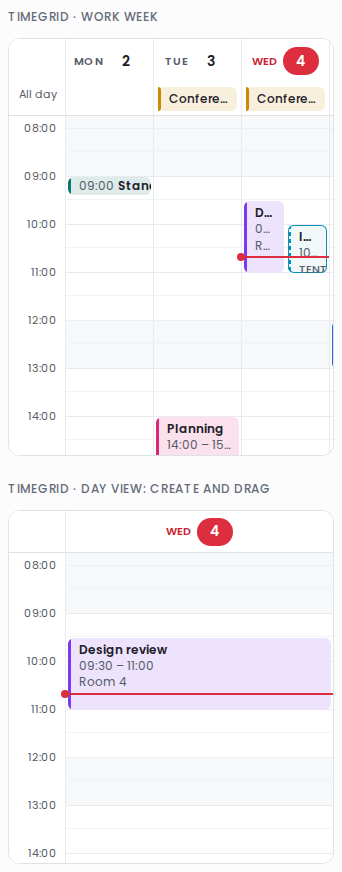 TIMEGRID · WORK WEEK
MON 2 TUE 3 WED 4
All day Confere… Confere…
08:00
09:00
09:00 Stand
10:00
D…
0…
R…
I…
10…
TENT
11:00
12:00
13:00
14:00
Planning
14:00 – 15…
TIMEGRID · DAY VIEW: CREATE AND DRAG
WED 4
08:00
09:00
Design review
09:30 – 11:00
Room 4
10:00
11:00
12:00
13:00
14:00